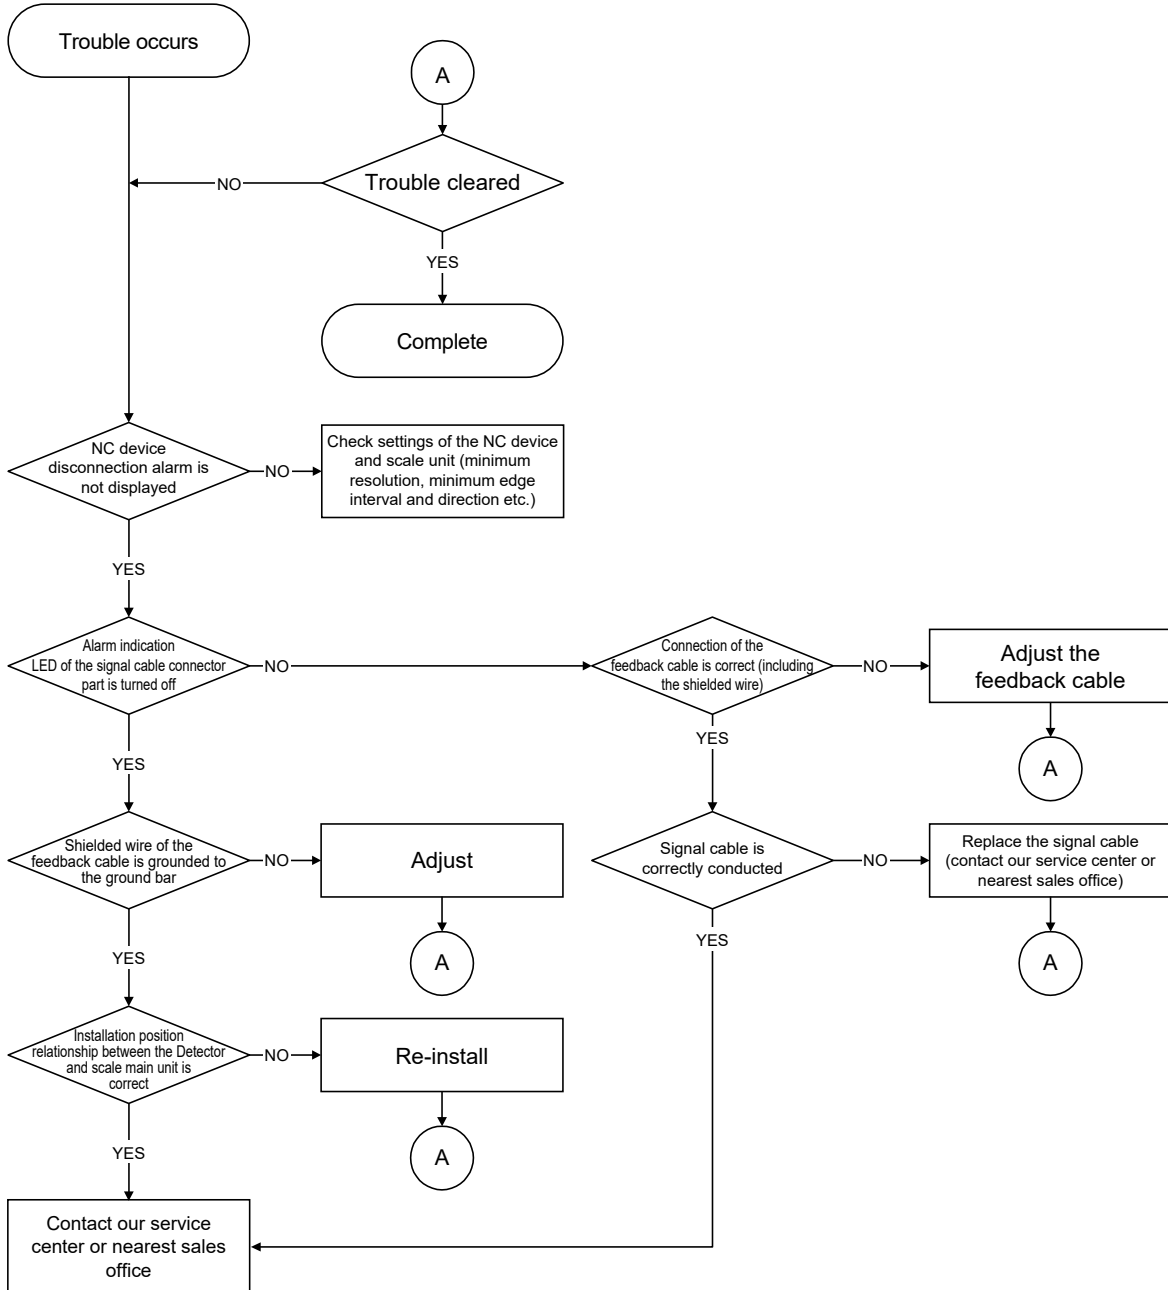 Trouble occurs
A
Trouble cleared
NO
YES
Complete
NC device
disconnection alarm is
not displayed
NO
Check settings of the NC device
and scale unit (minimum
resolution, minimum edge
interval and direction etc.)
YES
Alarm indication
LED of the signal cable connector
part is turned off
NO
Connection of the
feedback cable is correct (including
the shielded wire)
NO
Adjust the
feedback cable
YES
YES
A
Shielded wire of the
feedback cable is grounded to
the ground bar
NO
Adjust
Signal cable is
correctly conducted
NO
Replace the signal cable
(contact our service center or
nearest sales office)
YES
A
YES
A
Installation position
relationship between the Detector
and scale main unit is
correct
NO
Re-install
YES
A
Contact our service
center or nearest sales
office